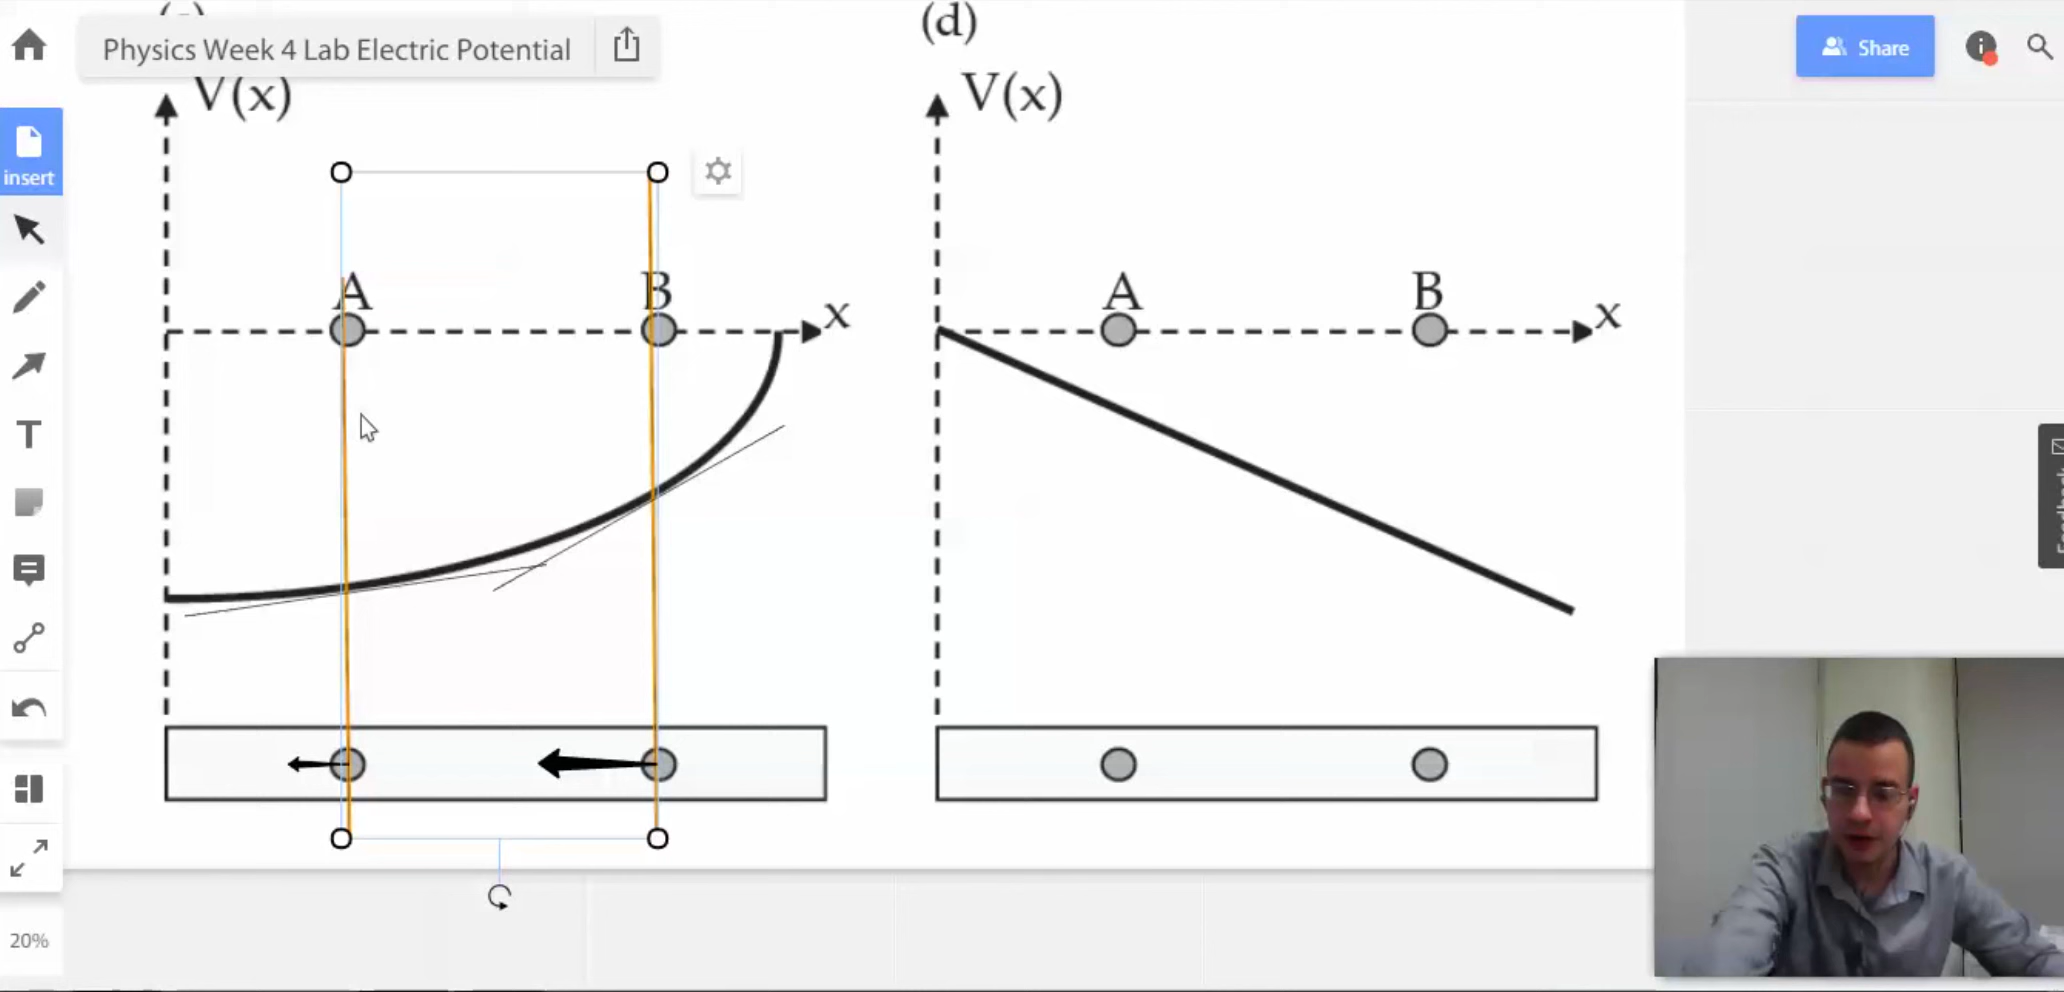 (d)
Physics Week 4 Lab Electric Potential
Share
V(x)
V(x)
insert
A
B
x
A
B
x
T
20%